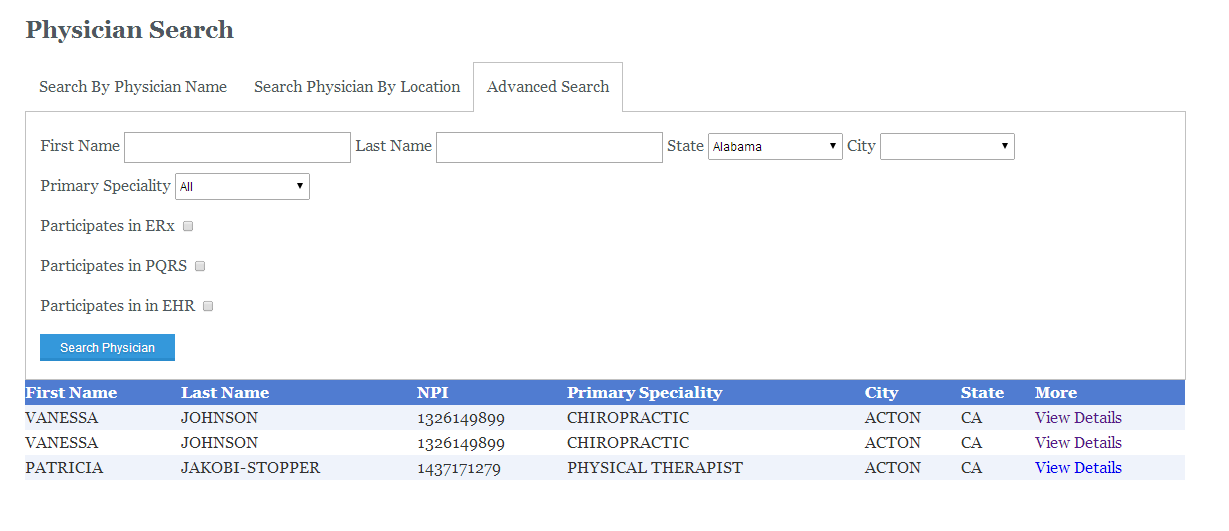 Physician Search
Search By Physician Name Search Physician By Location Advanced Search
First Name Last Name State Alabama City
Primary Speciality All
Participates in ERx
Participates in PQRS
Participates in in EHR
Search Physician
First Name Last Name NPI Primary Speciality City State More
VANESSA JOHNSON 1326149899 CHIROPRACTIC ACTON CA View Details
VANESSA JOHNSON 1326149899 CHIROPRACTIC ACTON CA View Details
PATRICIA JAKOBI-STOPPER 1437171279 PHYSICAL THERAPIST ACTON CA View Details